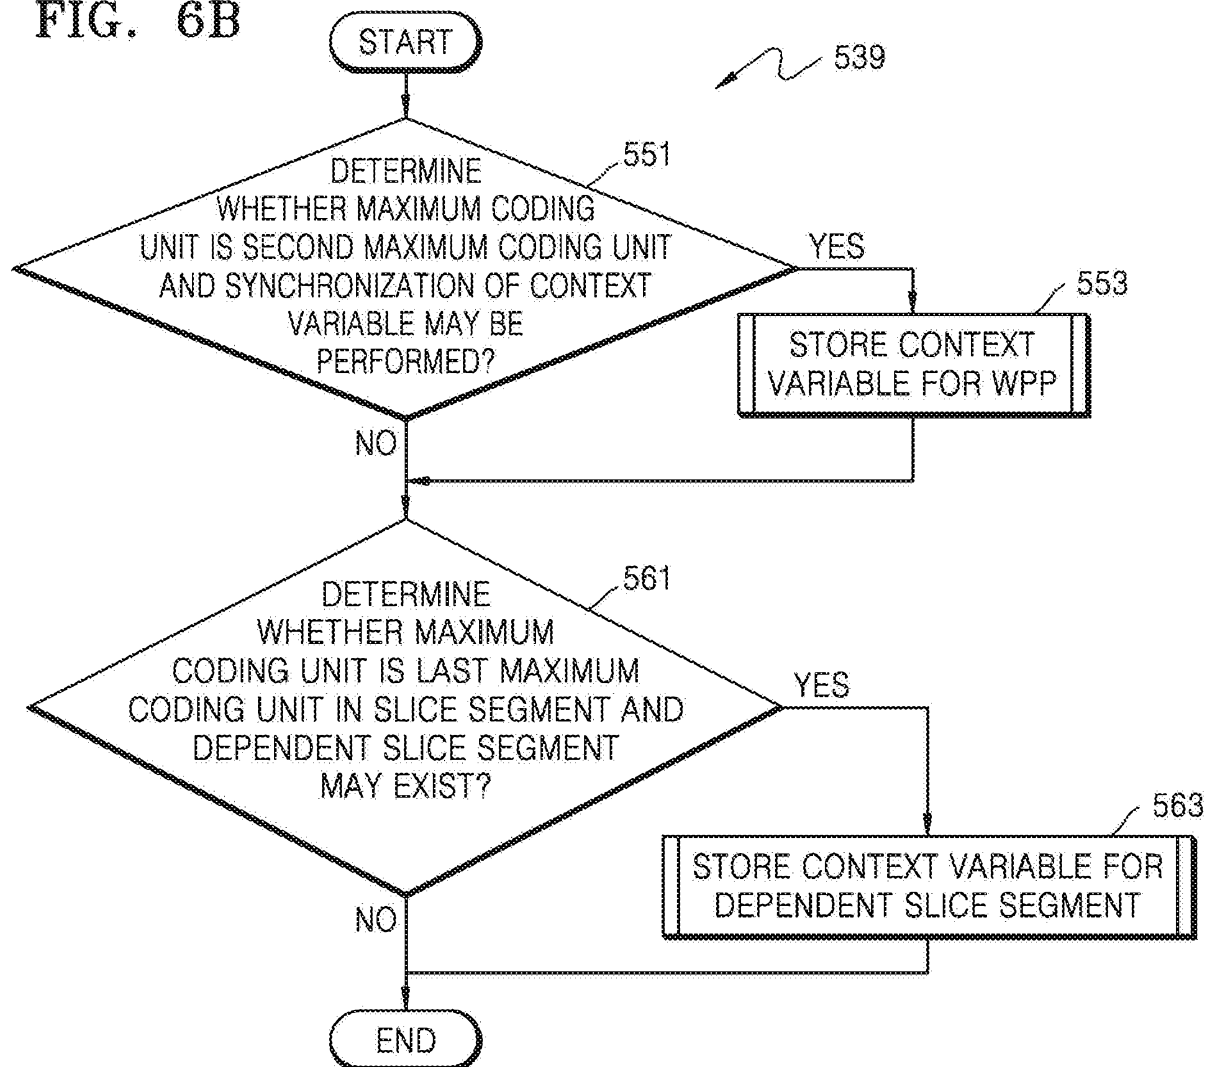 FIG. 6B
START
539
551
DETERMINE
WHETHER MAXIMUM CODING
UNIT IS SECOND MAXIMUM CODING UNIT
AND SYNCHRONIZATION OF CONTEXT
VARIABLE MAY BE
PERFORMED?
YES
553
STORE CONTEXT
VARIABLE FOR WPP
NO
561
DETERMINE
WHETHER MAXIMUM
CODING UNIT IS LAST MAXIMUM
CODING UNIT IN SLICE SEGMENT AND
DEPENDENT SLICE SEGMENT
MAY EXIST?
YES
563
STORE CONTEXT VARIABLE FOR
DEPENDENT SLICE SEGMENT
NO
END